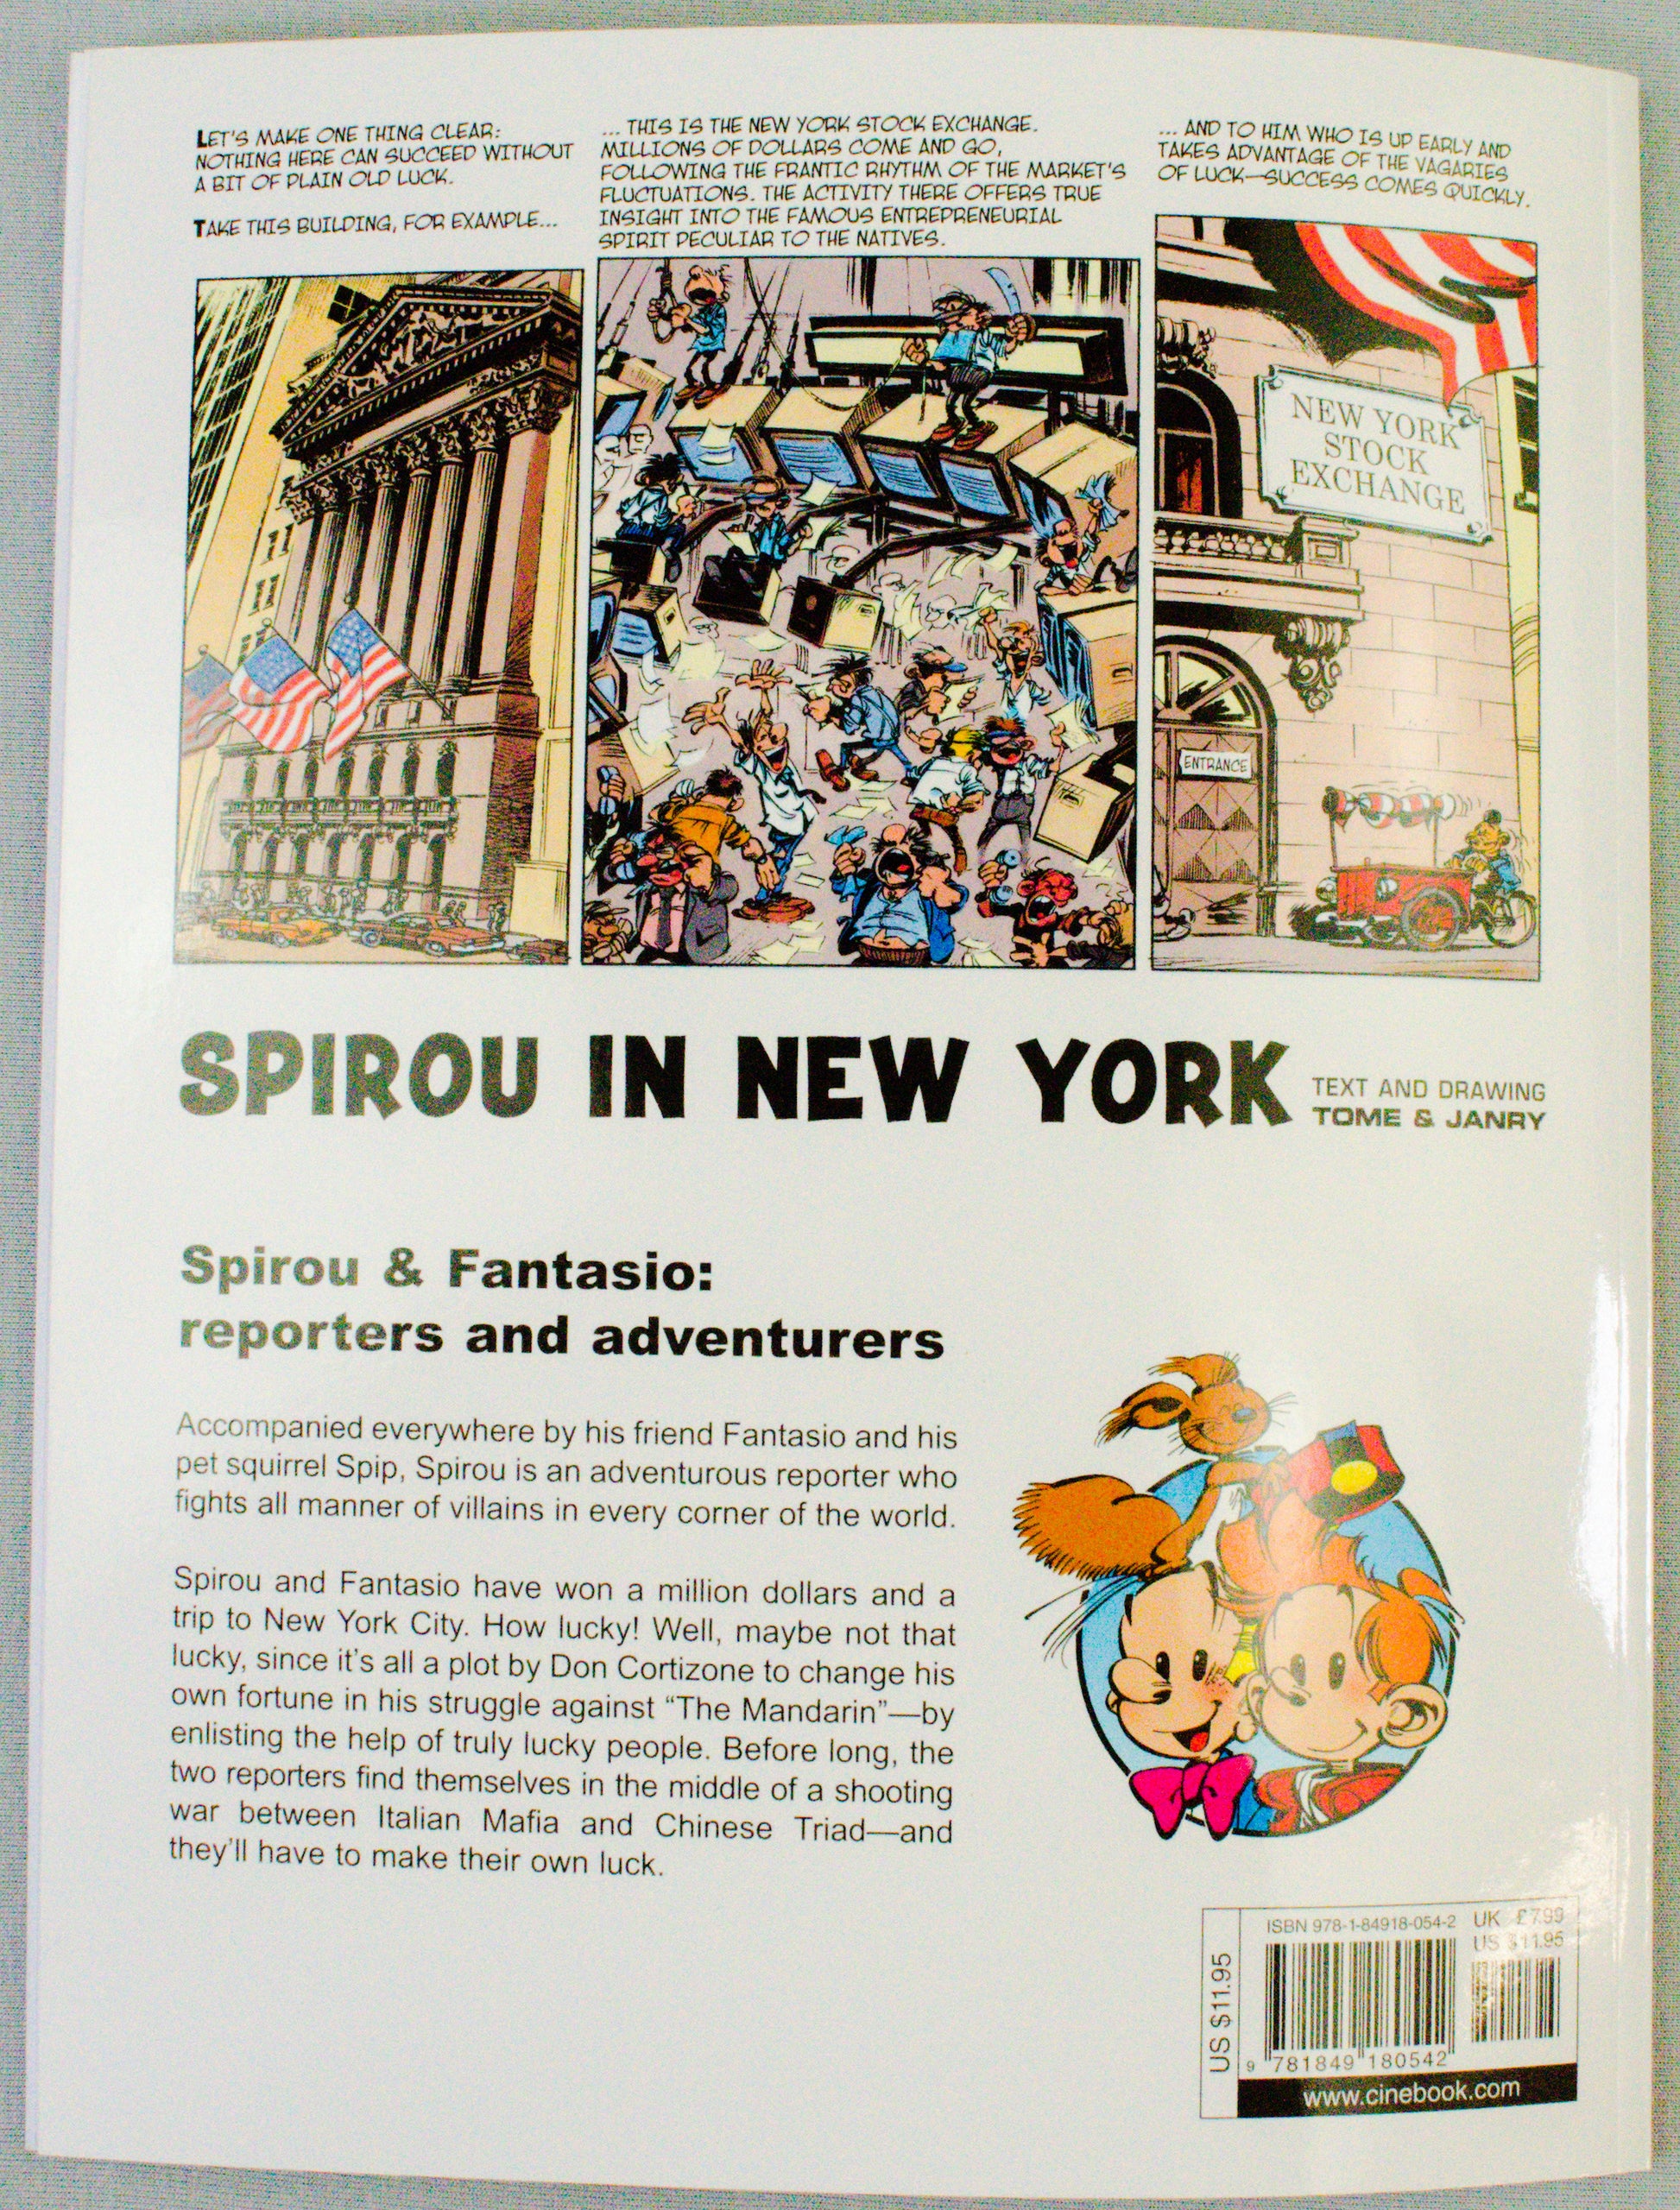 LET'S MAKE ONE THING CLEAR:
NOTHING HERE CAN SUCCEED WITHOUT
A BIT OF PLAIN OLD LUCK.
TAKE THIS BUILDING, FOR EXAMPLE...
... THIS IS THE NEW YORK STOCK EXCHANGE.
MILLIONS OF DOLLARS COME AND GO,
FOLLOWING THE FRANTIC RHYTHM OF THE MARKET'S
FLUCTUATIONS. THE ACTIVITY THERE OFFERS TRUE
INSIGHT INTO THE FAMOUS ENTREPRENEURIAL
SPIRIT PECULIAR TO THE NATIVES.
... AND TO HIM WHO IS UP EARLY AND
TAKES ADVANTAGE OF THE VAGARIES
OF LUCK—SUCCESS COMES QUICKLY.
NEW YORK
STOCK
EXCHANGE
ENTRANCE
SPIROU IN NEW YORK
TEXT AND DRAWING
TOME & JANRY
Spirou & Fantasio:
reporters and adventurers
Accompanied everywhere by his friend Fantasio and his
pet squirrel Spip, Spirou is an adventurous reporter who
fights all manner of villains in every corner of the world.
Spirou and Fantasio have won a million dollars and a
trip to New York City. How lucky! Well, maybe not that
lucky, since it's all a plot by Don Cortizone to change his
own fortune in his struggle against “The Mandarin”—by
enlisting the help of truly lucky people. Before long, the
two reporters find themselves in the middle of a shooting
war between Italian Mafia and Chinese Triad—and
they'll have to make their own luck.
ISBN 978-1-84918-054-2
UK £7.99
US $11.95
US $11.95
9 781849 180542
www.cinebook.com